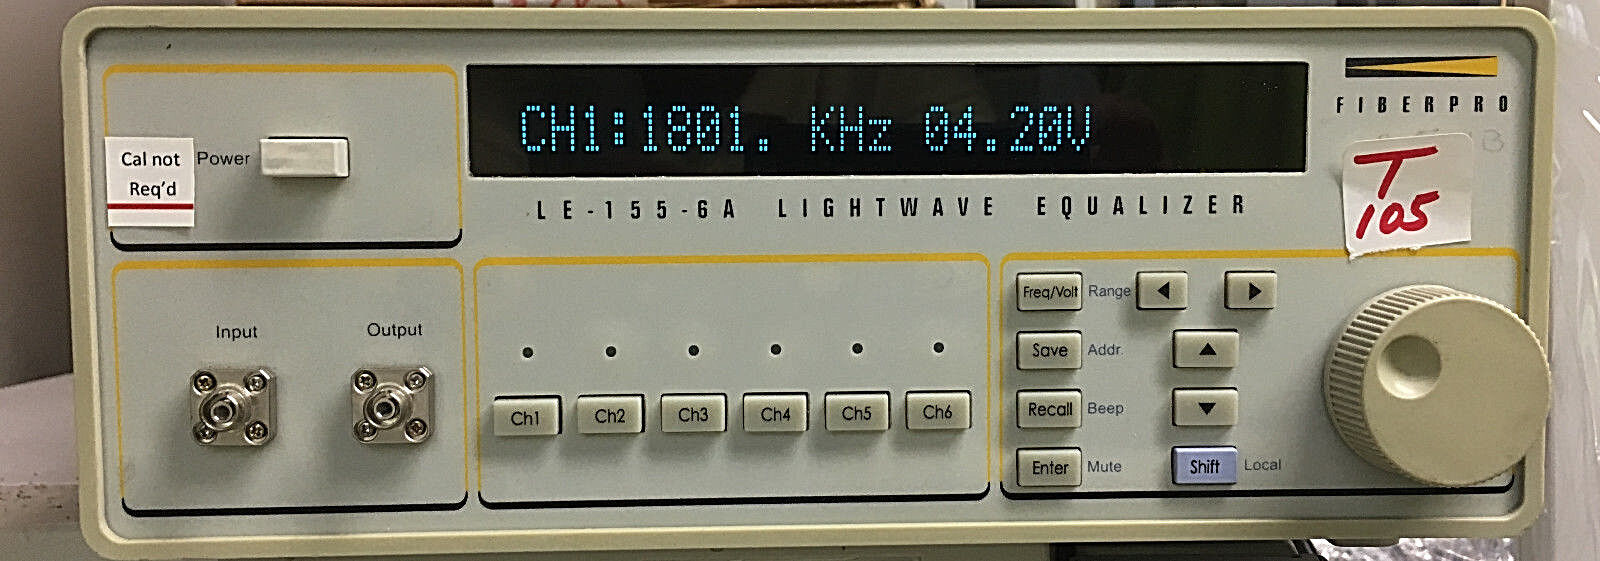 CH1:1801. KHz 04.20V
FIBERPRO
Cal not
Req'd
Power
T
105
LE-155-6A LIGHTWAVE EQUALIZER
Input
Output
Ch1
Ch2
Ch3
Ch4
Ch5
Ch6
Freq/Volt Range
Save Addr.
Recall Beep
Enter Mute
Shift Local